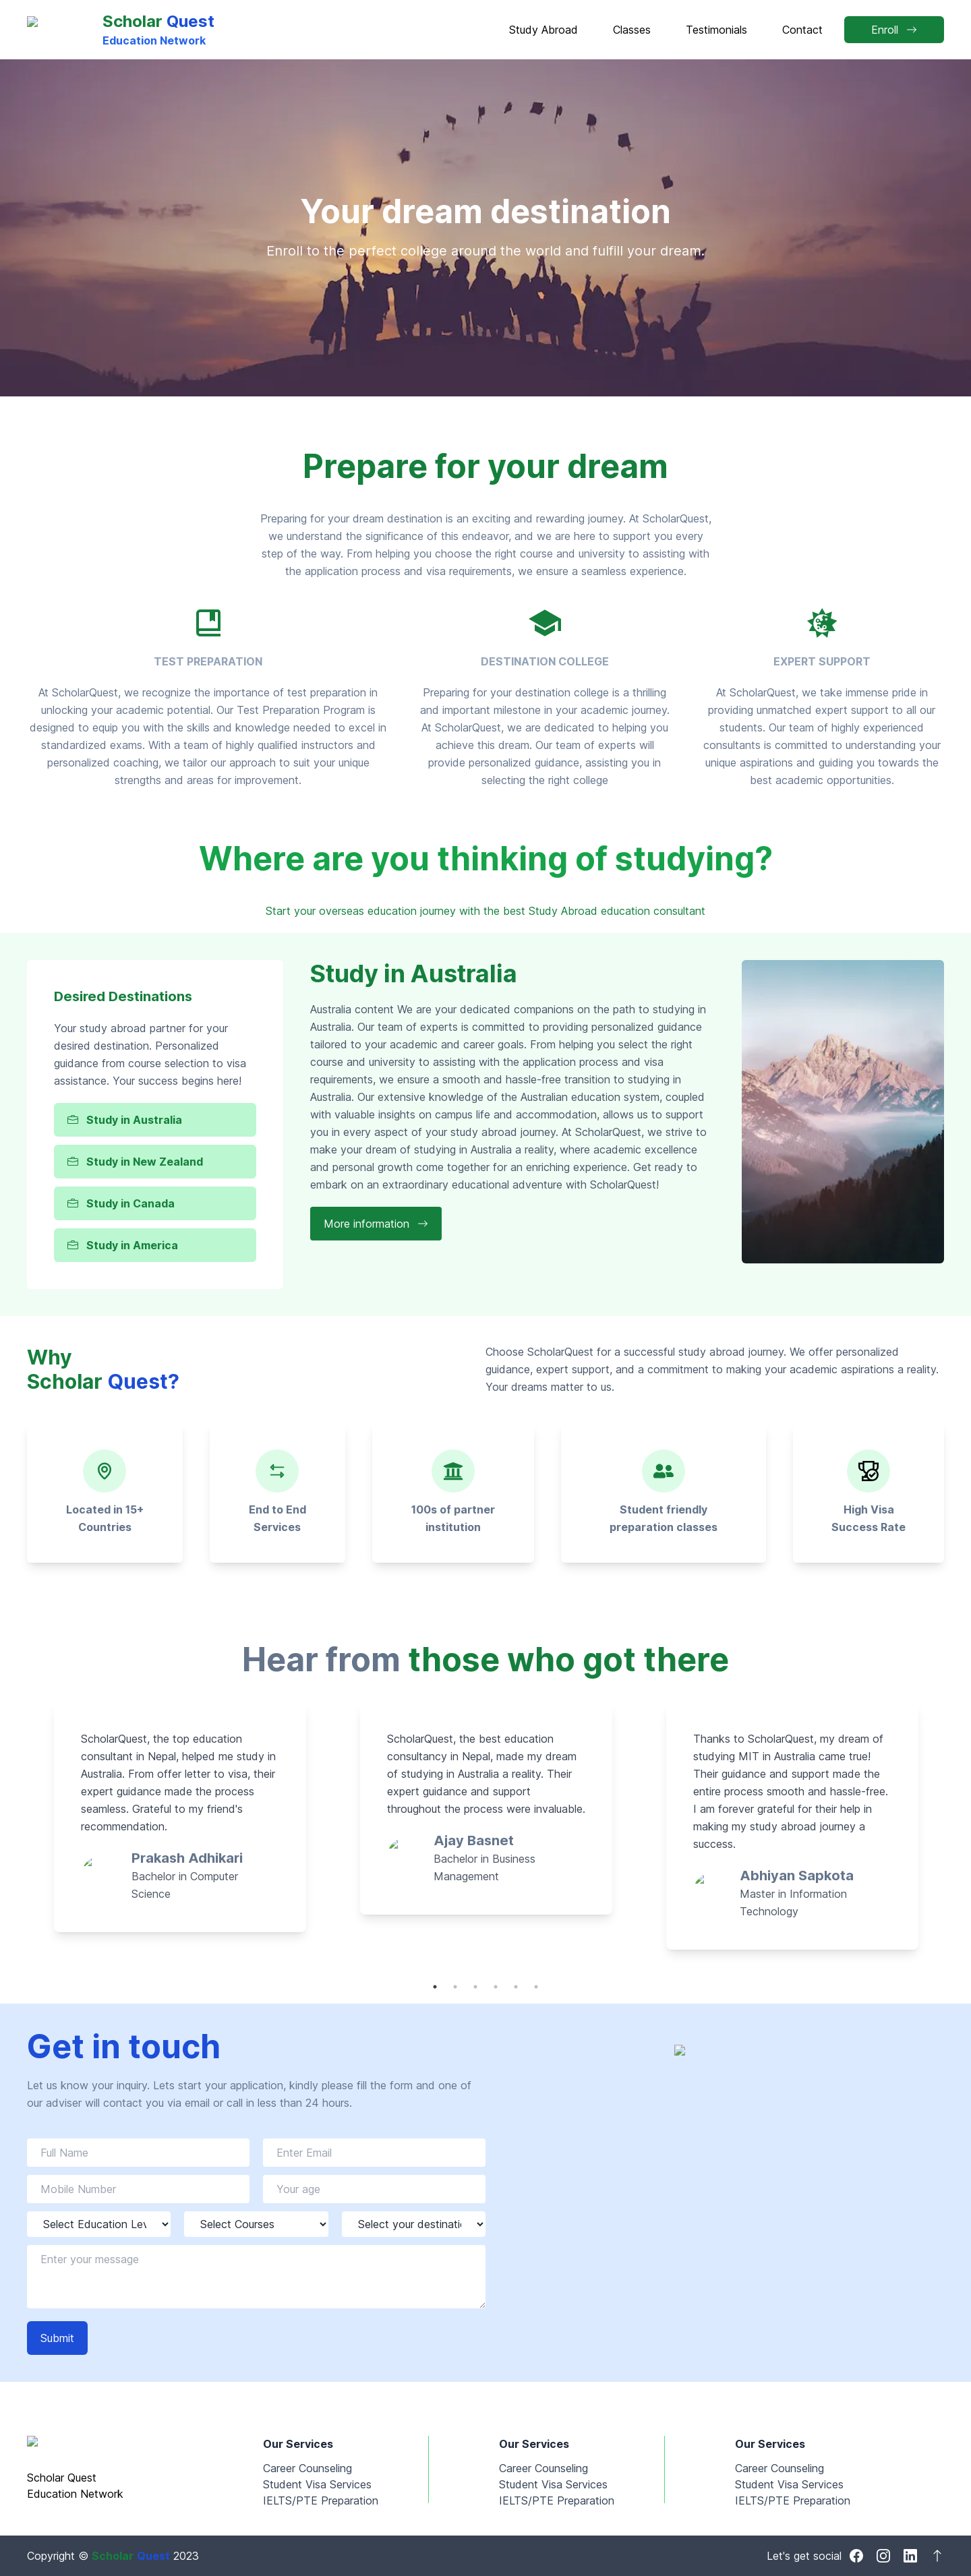 Scholar Quest
Education Network
Study Abroad
Classes
Testimonials
Contact
Enroll
Your dream destination
Enroll to the perfect college around the world and fulfill your dream.
Prepare for your dream
Preparing for your dream destination is an exciting and rewarding journey. At ScholarQuest,
we understand the significance of this endeavor, and we are here to support you every
step of the way. From helping you choose the right course and university to assisting with
the application process and visa requirements, we ensure a seamless experience.
TEST PREPARATION
At ScholarQuest, we recognize the importance of test preparation in
unlocking your academic potential. Our Test Preparation Program is
designed to equip you with the skills and knowledge needed to excel in
standardized exams. With a team of highly qualified instructors and
personalized coaching, we tailor our approach to suit your unique
strengths and areas for improvement.
DESTINATION COLLEGE
Preparing for your destination college is a thrilling
and important milestone in your academic journey.
At ScholarQuest, we are dedicated to helping you
achieve this dream. Our team of experts will
provide personalized guidance, assisting you in
selecting the right college
EXPERT SUPPORT
At ScholarQuest, we take immense pride in
providing unmatched expert support to all our
students. Our team of highly experienced
consultants is committed to understanding your
unique aspirations and guiding you towards the
best academic opportunities.
Where are you thinking of studying?
Start your overseas education journey with the best Study Abroad education consultant
Desired Destinations
Your study abroad partner for your
desired destination. Personalized
guidance from course selection to visa
assistance. Your success begins here!
Study in Australia
Study in New Zealand
Study in Canada
Study in America
Study in Australia
Australia content We are your dedicated companions on the path to studying in
Australia. Our team of experts is committed to providing personalized guidance
tailored to your academic and career goals. From helping you select the right
course and university to assisting with the application process and visa
requirements, we ensure a smooth and hassle-free transition to studying in
Australia. Our extensive knowledge of the Australian education system, coupled
with valuable insights on campus life and accommodation, allows us to support
you in every aspect of your study abroad journey. At ScholarQuest, we strive to
make your dream of studying in Australia a reality, where academic excellence
and personal growth come together for an enriching experience. Get ready to
embark on an extraordinary educational adventure with ScholarQuest!
More information
Why
Scholar Quest?
Choose ScholarQuest for a successful study abroad journey. We offer personalized
guidance, expert support, and a commitment to making your academic aspirations a reality.
Your dreams matter to us.
Located in 15+
Countries
End to End
Services
100s of partner
institution
Student friendly
preparation classes
High Visa
Success Rate
Hear from those who got there
ScholarQuest, the top education
consultant in Nepal, helped me study in
Australia. From offer letter to visa, their
expert guidance made the process
seamless. Grateful to my friend's
recommendation.
Prakash Adhikari
Bachelor in Computer
Science
ScholarQuest, the best education
consultancy in Nepal, made my dream
of studying in Australia a reality. Their
expert guidance and support
throughout the process were invaluable.
Ajay Basnet
Bachelor in Business
Management
Thanks to ScholarQuest, my dream of
studying MIT in Australia came true!
Their guidance and support made the
entire process smooth and hassle-free.
I am forever grateful for their help in
making my study abroad journey a
success.
Abhiyan Sapkota
Master in Information
Technology
Get in touch
Let us know your inquiry. Lets start your application, kindly please fill the form and one of
our adviser will contact you via email or call in less than 24 hours.
Full Name
Enter Email
Mobile Number
Your age
Select Education Lev
Select Courses
Select your destinatio
Enter your message
Submit
Scholar Quest
Education Network
Our Services
Career Counseling
Student Visa Services
IELTS/PTE Preparation
Our Services
Career Counseling
Student Visa Services
IELTS/PTE Preparation
Our Services
Career Counseling
Student Visa Services
IELTS/PTE Preparation
Copyright © Scholar Quest 2023
Let's get social